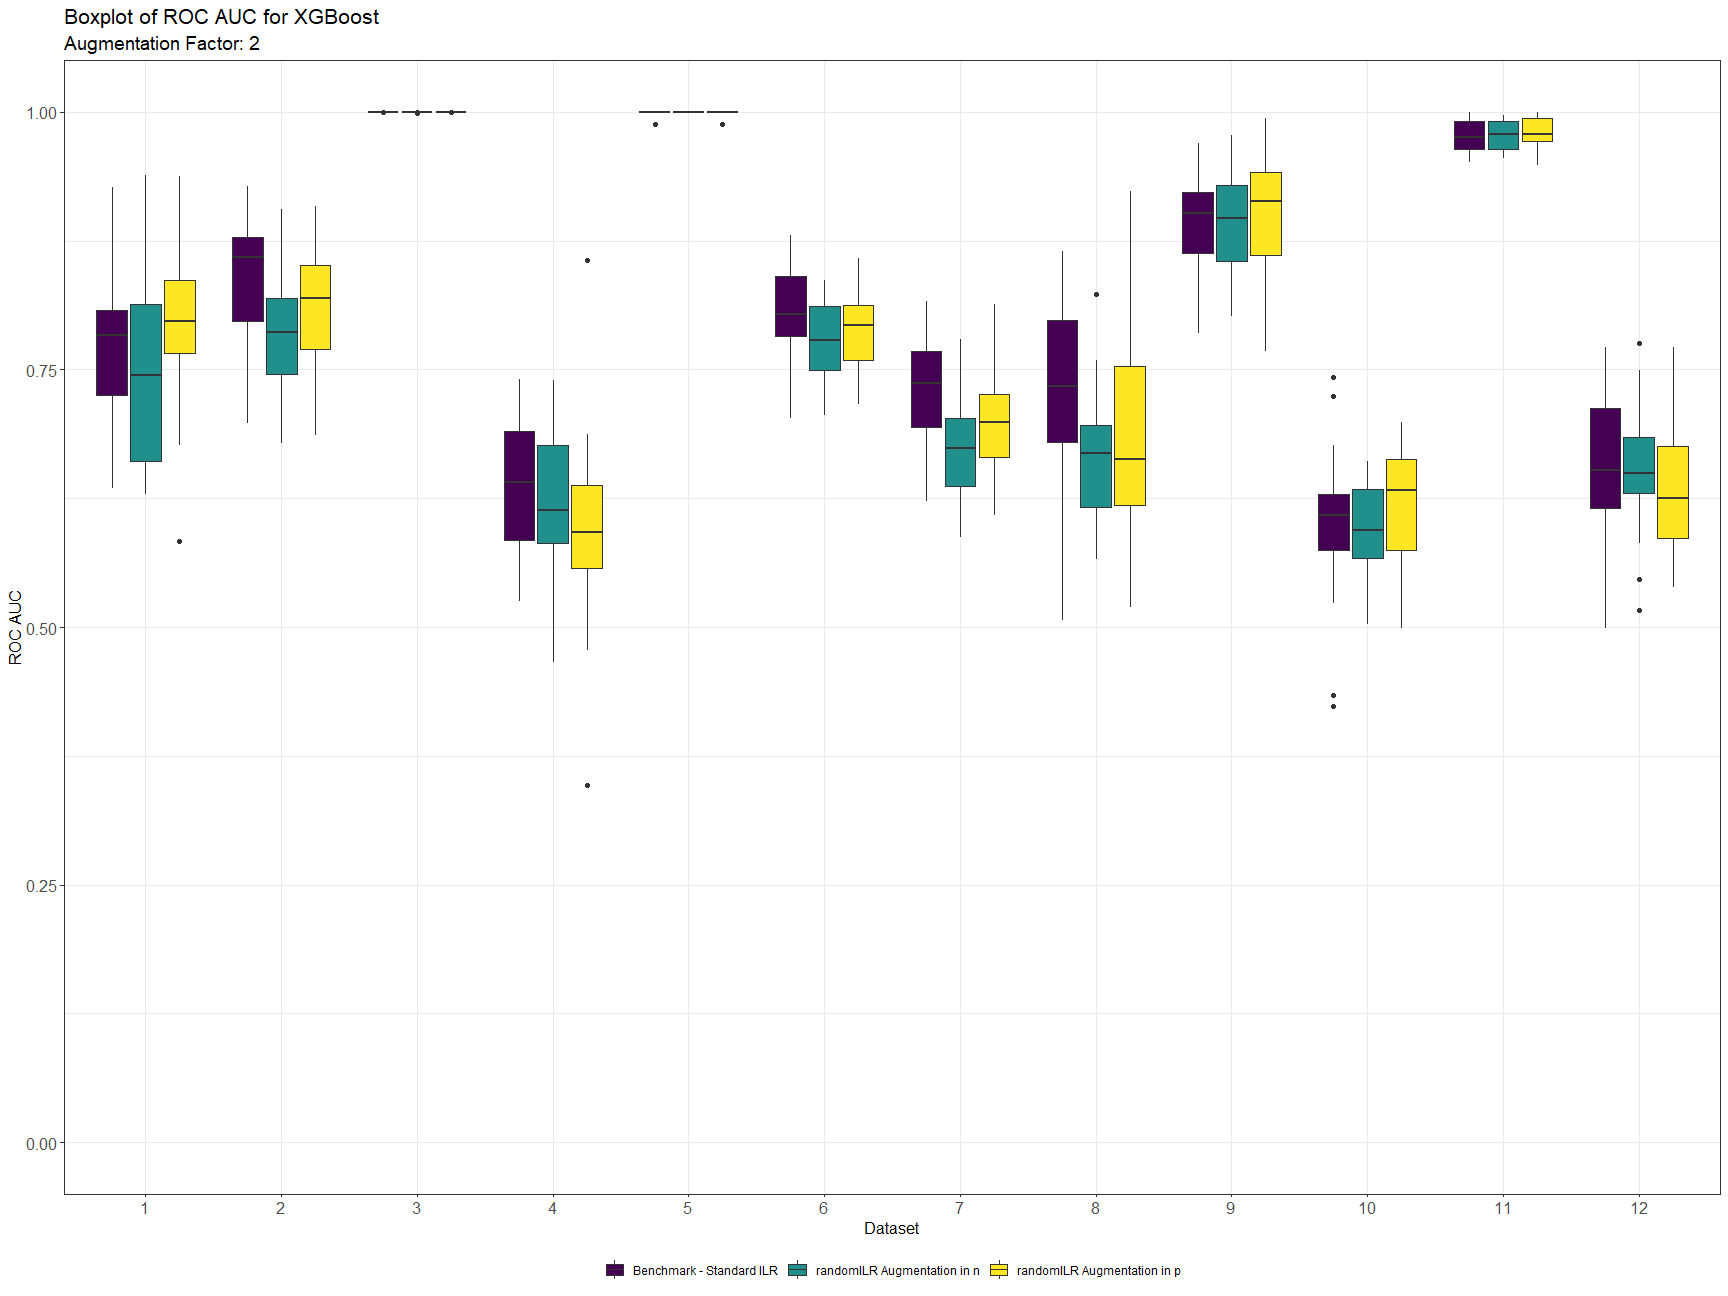 Boxplot of ROC AUC for XGBoost
Augmentation Factor: 2
ROC AUC
1.00
0.75
0.50
0.25
0.00
1 2 3 4 5 6 7 8 9 10 11 12
Dataset
Benchmark - Standard ILR randomILR Augmentation in n randomILR Augmentation in p